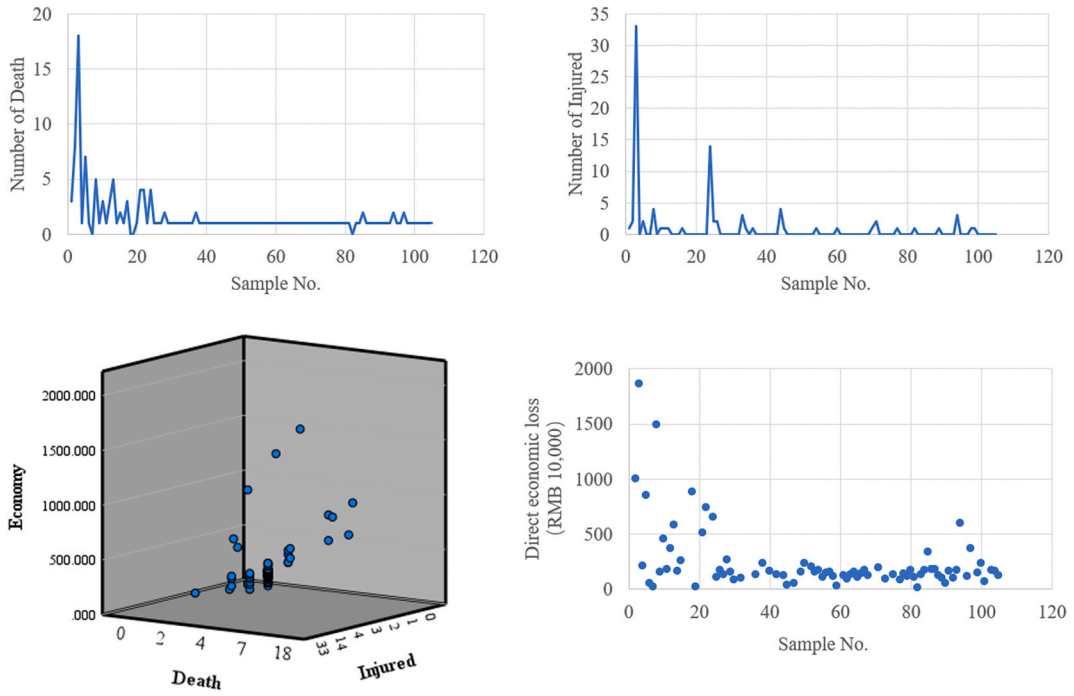 20
15
10
5
0
Number of Death
0 20 40 60 80 100 120
Sample No.
35
30
25
20
15
10
5
0
Number of Injured
0 20 40 60 80 100 120
Sample No.
2000.000
1500.000
1000.000
500.000
.000
Economy
0 2 4 7 18
Death
33 14 4 3 2 1 0
Injured
2000
1500
1000
500
0
Direct economic loss
(RMB 10,000)
0 20 40 60 80 100 120
Sample No.